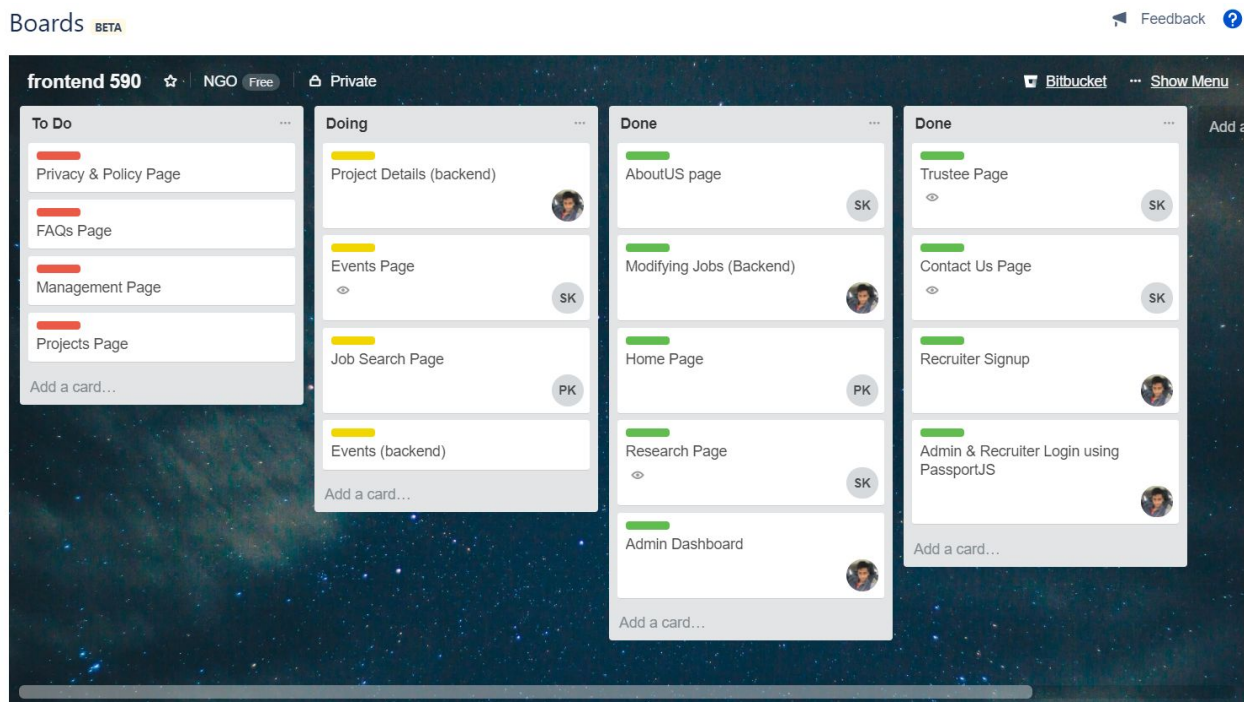 Boards BETA
Feedback
frontend 590
NGO Free
Private
Bitbucket
... Show Menu
To Do
Privacy & Policy Page
FAQs Page
Management Page
Projects Page
Add a card…
Doing
Project Details (backend)
Events Page
SK
Job Search Page
PK
Events (backend)
Add a card…
Done
AboutUS page
SK
Modifying Jobs (Backend)
Home Page
PK
Research Page
SK
Admin Dashboard
Add a card…
Done
Trustee Page
SK
Contact Us Page
SK
Recruiter Signup
Admin & Recruiter Login using
PassportJS
Add a card…
Add a